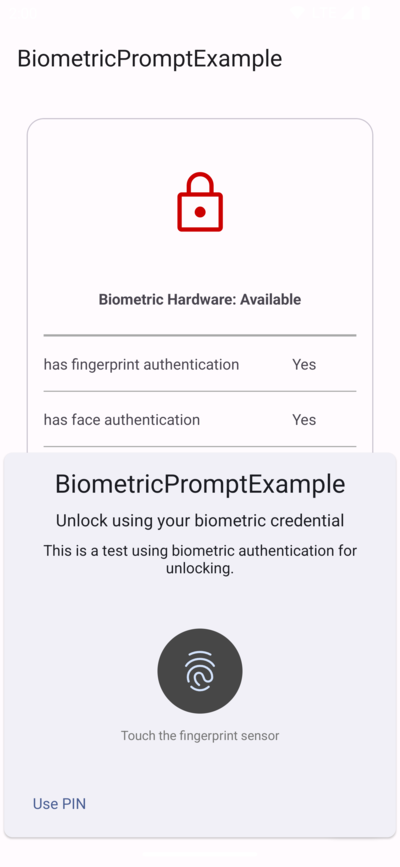 BiometricPromptExample
Biometric Hardware: Available
has fingerprint authentication Yes
has face authentication Yes
BiometricPromptExample
Unlock using your biometric credential
This is a test using biometric authentication for
unlocking.
Touch the fingerprint sensor
Use PIN